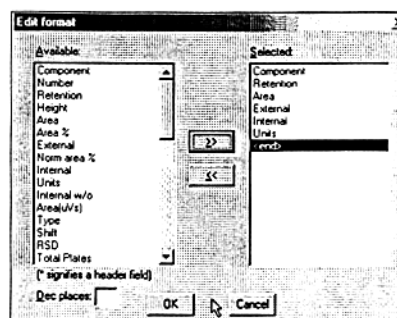 Edit format
Available:
Component
Number
Retention
Height
Area
Area %
External
Norm area %
Internal
Units
Internal w/o
Area(uVs)
Type
Shift
RSD
Total Plates
(* signifies a header field)
Dec places:
>>
<<
Selected:
Component
Retention
Area
External
Internal
Units
<end>
OK
Cancel